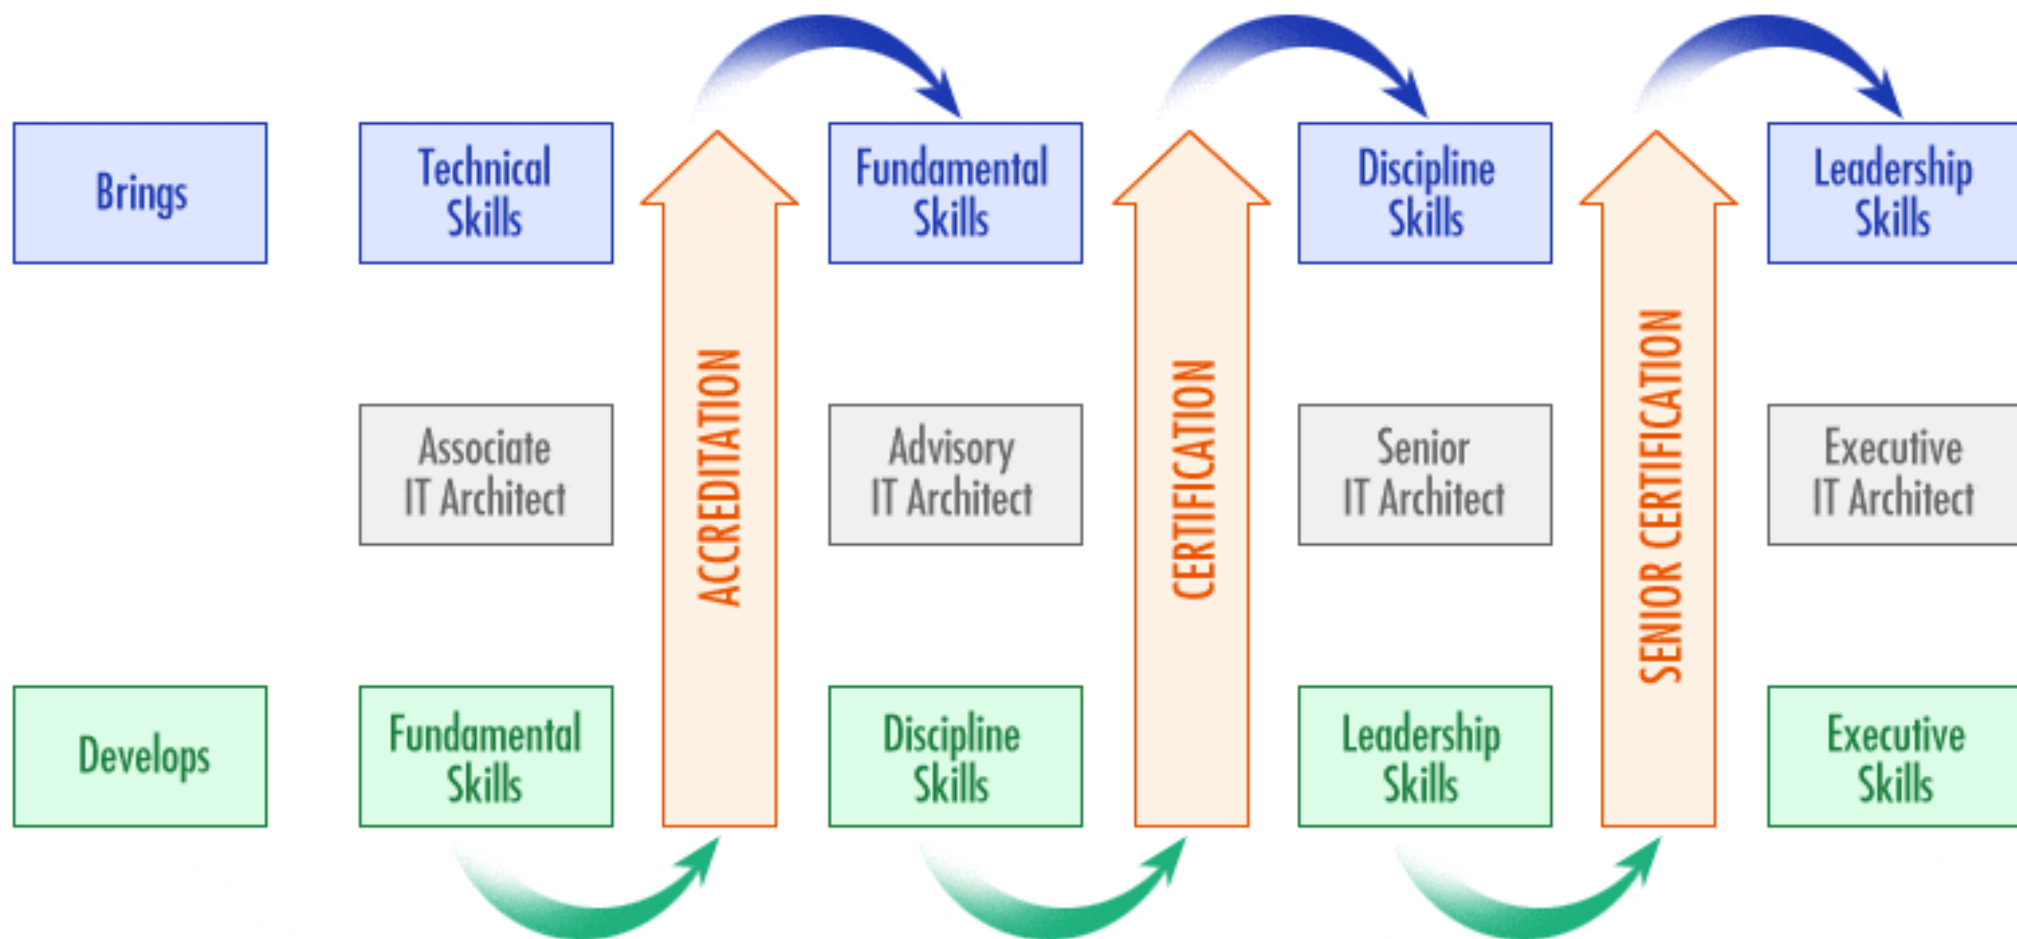 Brings
Technical
Skills
Fundamental
Skills
Discipline
Skills
Leadership
Skills
ACCREDITATION
CERTIFICATION
SENIOR CERTIFICATION
Associate
IT Architect
Advisory
IT Architect
Senior
IT Architect
Executive
IT Architect
Develops
Fundamental
Skills
Discipline
Skills
Leadership
Skills
Executive
Skills